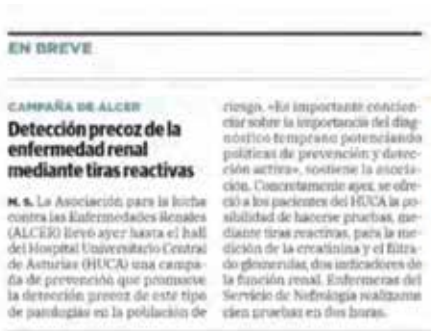 EN BREVE
CAMPAÑA DE ALCER
Detección precoz de la
enfermedad renal
mediante tiras reactivas
M. S. La Asociación para la lucha
contra las Enfermedades Renales
(ALCER) llevó ayer hasta el hall
del Hospital Universitario Central
de Asturias (HUCA) una campa-
ña de prevención que promueve
la detección precoz de este tipo
de patologías en la población de
riesgo. «Es importante concien-
ciar sobre la importancia del diag-
nóstico temprano potenciando
políticas de prevención y detec-
ción activa», sostiene la asocia-
ción. Concretamente ayer, se ofre-
ció a los pacientes del HUCA la po-
sibilidad de hacerse pruebas, me-
diante tiras reactivas, para la me-
dición de la creatinina y el filtra-
do glomerular, dos indicadores de
la función renal. Enfermeras del
Servicio de Nefrología realizaron
cien pruebas en dos horas.